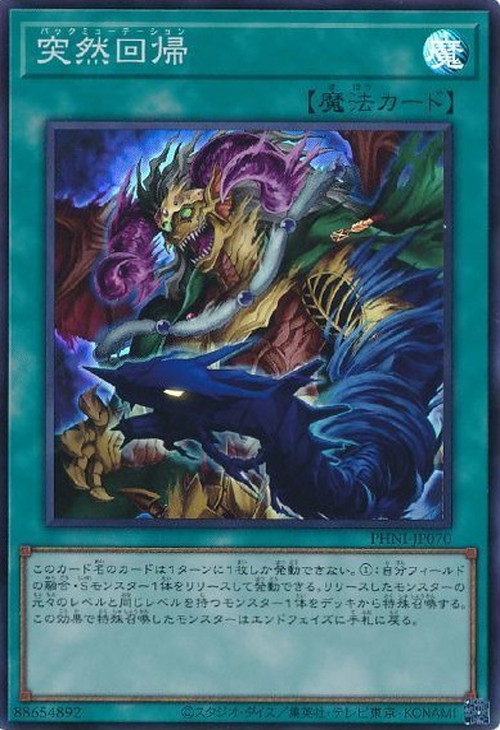 バックミューテーション
突然回帰
魔
【魔法カード】
PHNI-JP070
このカード名のカードは1ターンに1枚しか発動できない。①:自分フィールド
の融合・Sモンスター1体をリリースして発動できる。リリースしたモンスターの
元々のレベルと同じレベルを持つモンスター1体をデッキから特殊召喚する。
この効果で特殊召喚したモンスターはエンドフェイズに手札に戻る。
88654892
©スタジオ・ダイス/集英社・テレビ東京・KONAMI